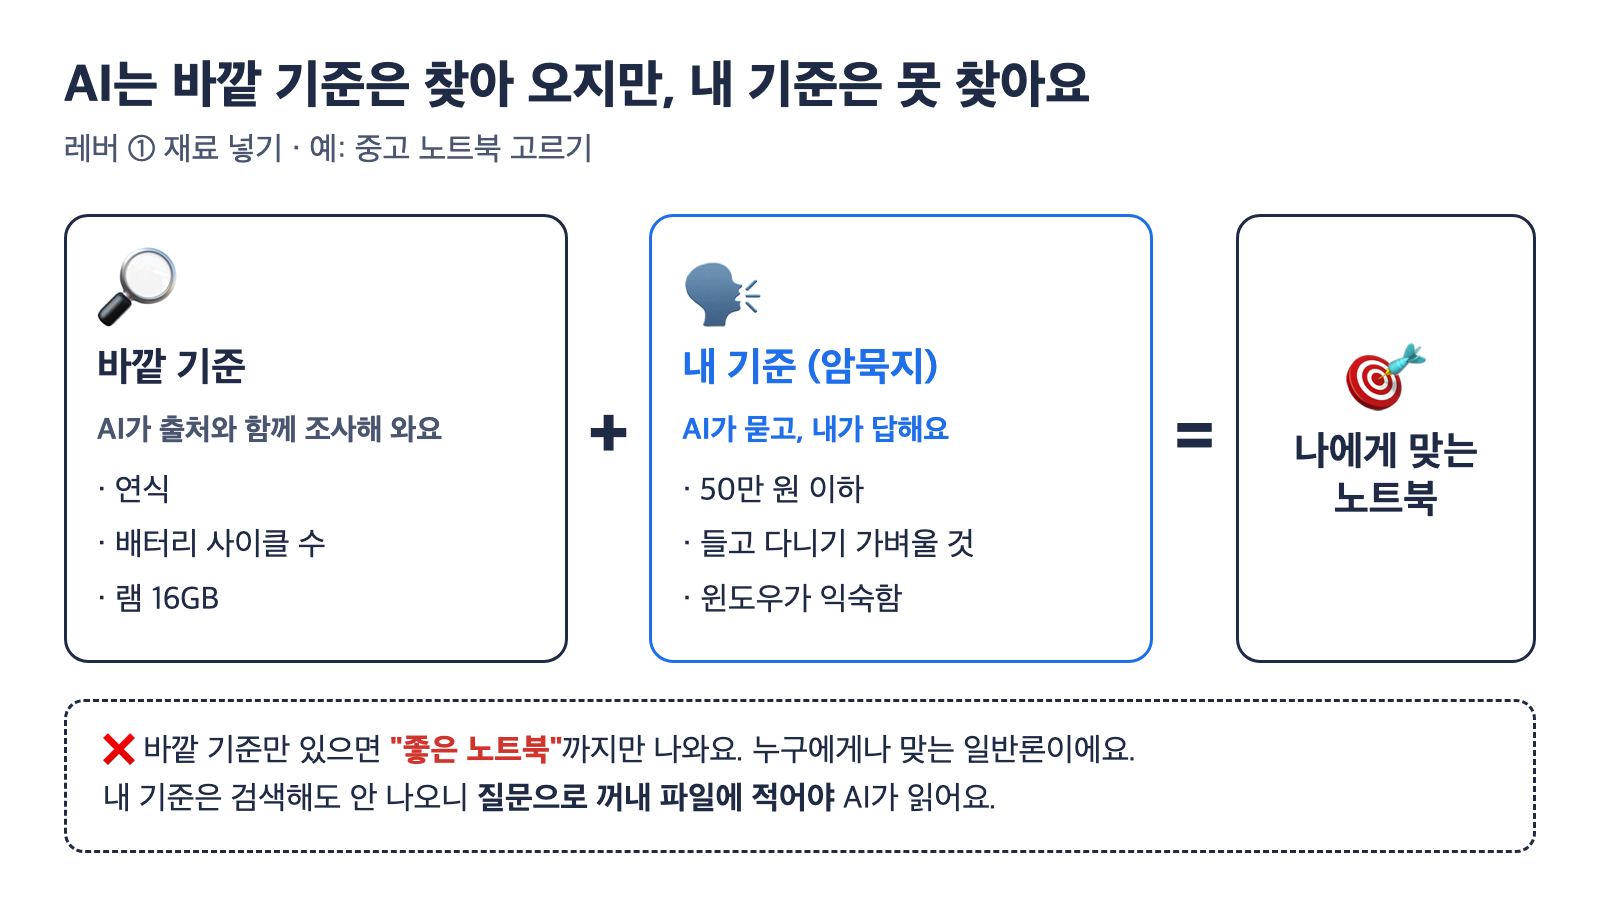 AI는 바깥 기준은 찾아 오지만, 내 기준은 못 찾아요
레버 ① 재료 넣기 · 예: 중고 노트북 고르기
바깥 기준
AI가 출처와 함께 조사해 와요
· 연식
· 배터리 사이클 수
· 램 16GB
+
내 기준 (암묵지)
AI가 묻고, 내가 답해요
· 50만 원 이하
· 들고 다니기 가벼울 것
· 윈도우가 익숙함
=
나에게 맞는
노트북
❌ 바깥 기준만 있으면 "좋은 노트북"까지만 나와요. 누구에게나 맞는 일반론이에요.
내 기준은 검색해도 안 나오니 질문으로 꺼내 파일에 적어야 AI가 읽어요.